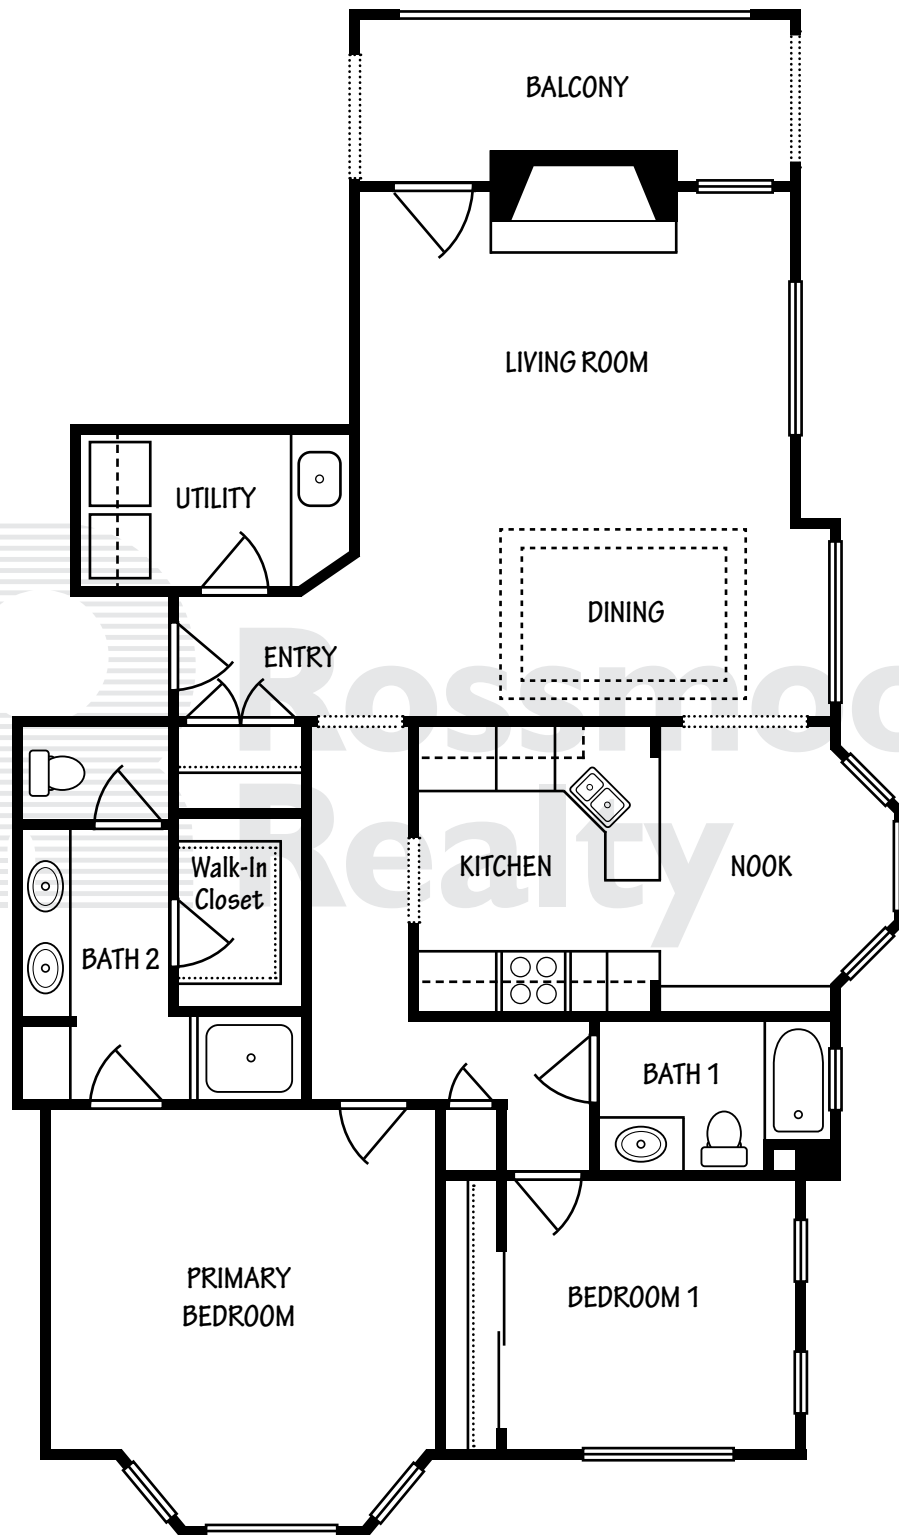 BALCONY
LIVING ROOM
UTILITY
DINING
ENTRY
Rossmoo
Realty
Walk-In
Closet
KITCHEN
NOOK
BATH 2
BATH 1
PRIMARY
BEDROOM
BEDROOM 1